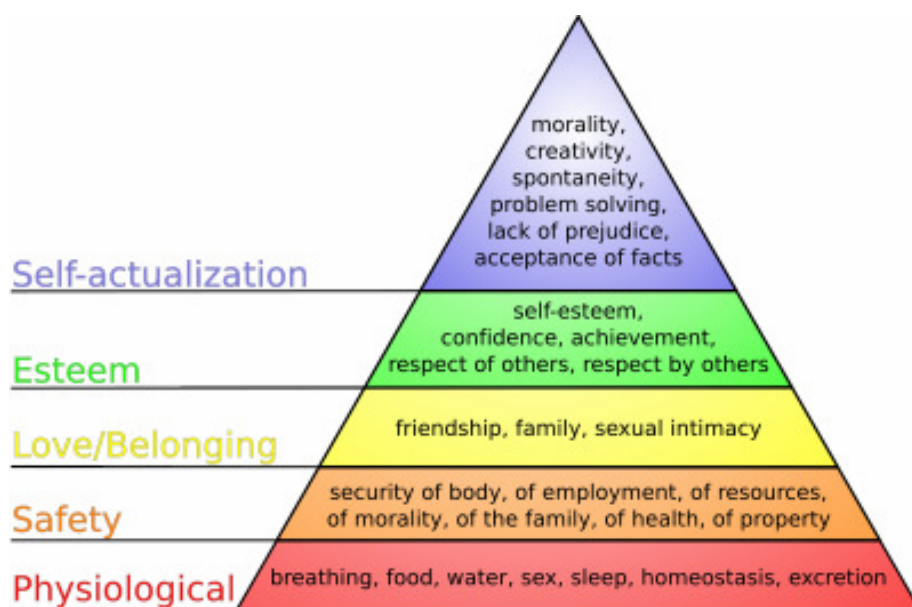 morality,
creativity,
spontaneity,
problem solving,
lack of prejudice,
acceptance of facts
Self-actualization
self-esteem,
confidence, achievement,
respect of others, respect by others
Esteem
friendship, family, sexual intimacy
Love/Belonging
security of body, of employment, of resources,
of morality, of the family, of health, of property
Safety
breathing, food, water, sex, sleep, homeostasis, excretion
Physiological